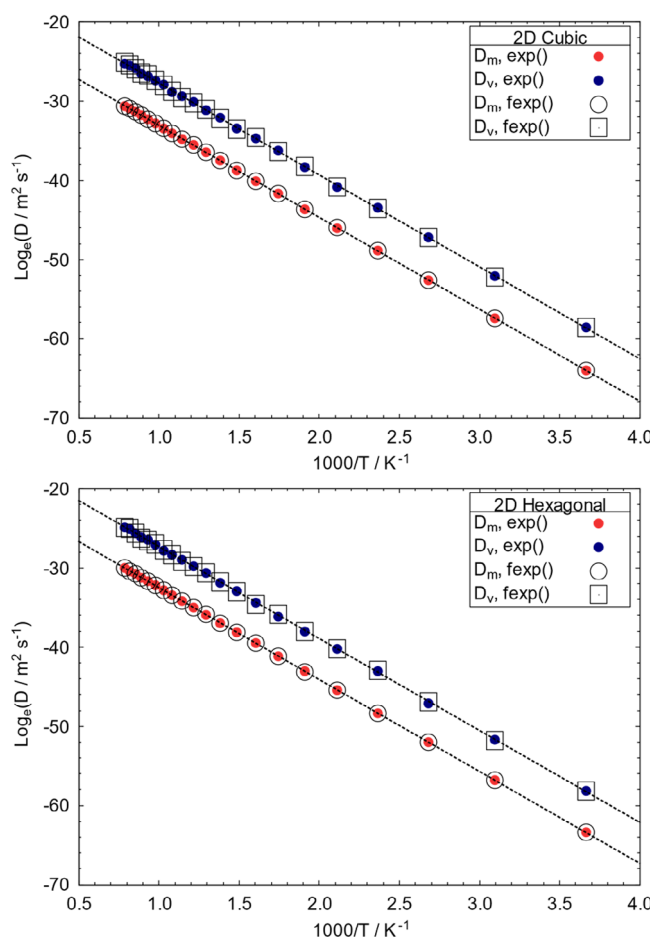 2D Cubic
Dm, exp()
Dv, exp()
Dm, fexp()
Dv, fexp()
-20
-30
-40
-50
-60
-70
Loge(D / m2 s-1)
0.5 1.0 1.5 2.0 2.5 3.0 3.5 4.0
1000/T / K-1
2D Hexagonal
Dm, exp()
Dv, exp()
Dm, fexp()
Dv, fexp()
-20
-30
-40
-50
-60
-70
Loge(D / m2 s-1)
0.5 1.0 1.5 2.0 2.5 3.0 3.5 4.0
1000/T / K-1